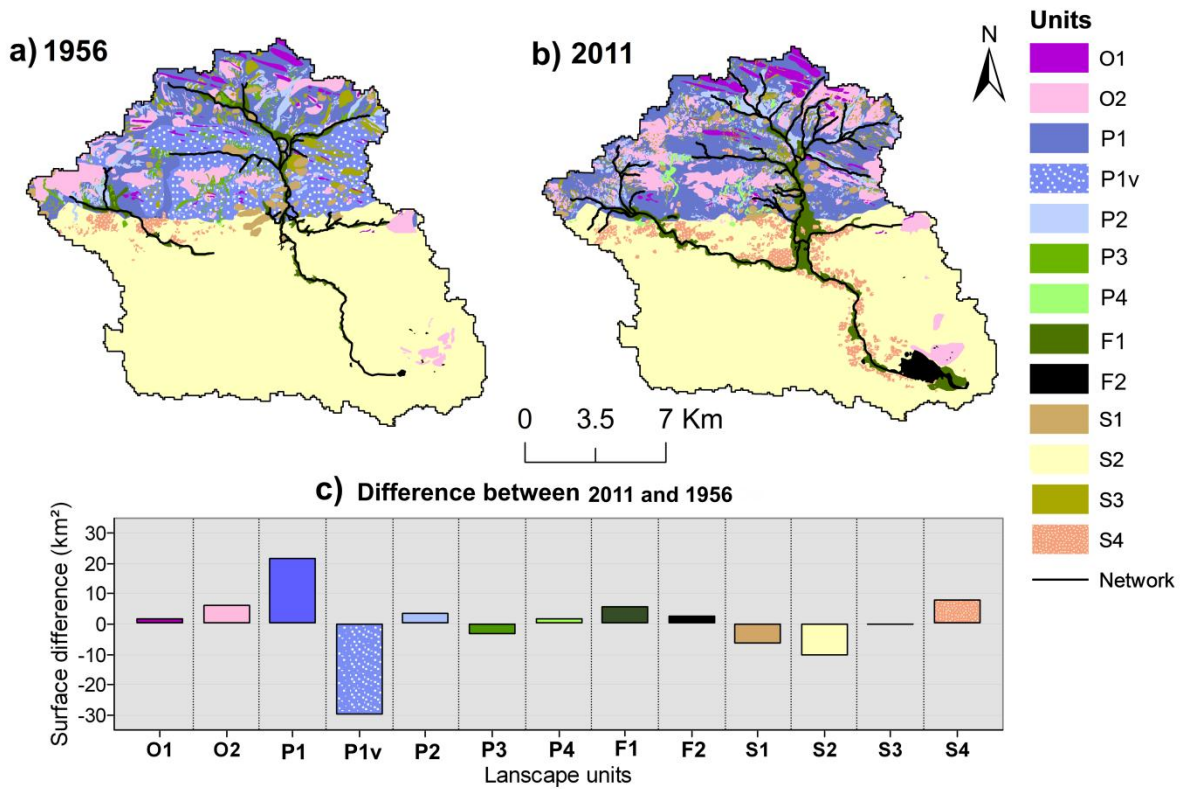 a) 1956
b) 2011
N
Units
O1
O2
P1
P1v
P2
P3
P4
F1
F2
S1
S2
S3
S4
Network
0 3.5 7 Km
c) Difference between 2011 and 1956
Surface difference (km²)
30
20
10
0
-10
-20
-30
O1 O2 P1 P1v P2 P3 P4 F1 F2 S1 S2 S3 S4
Lanscape units